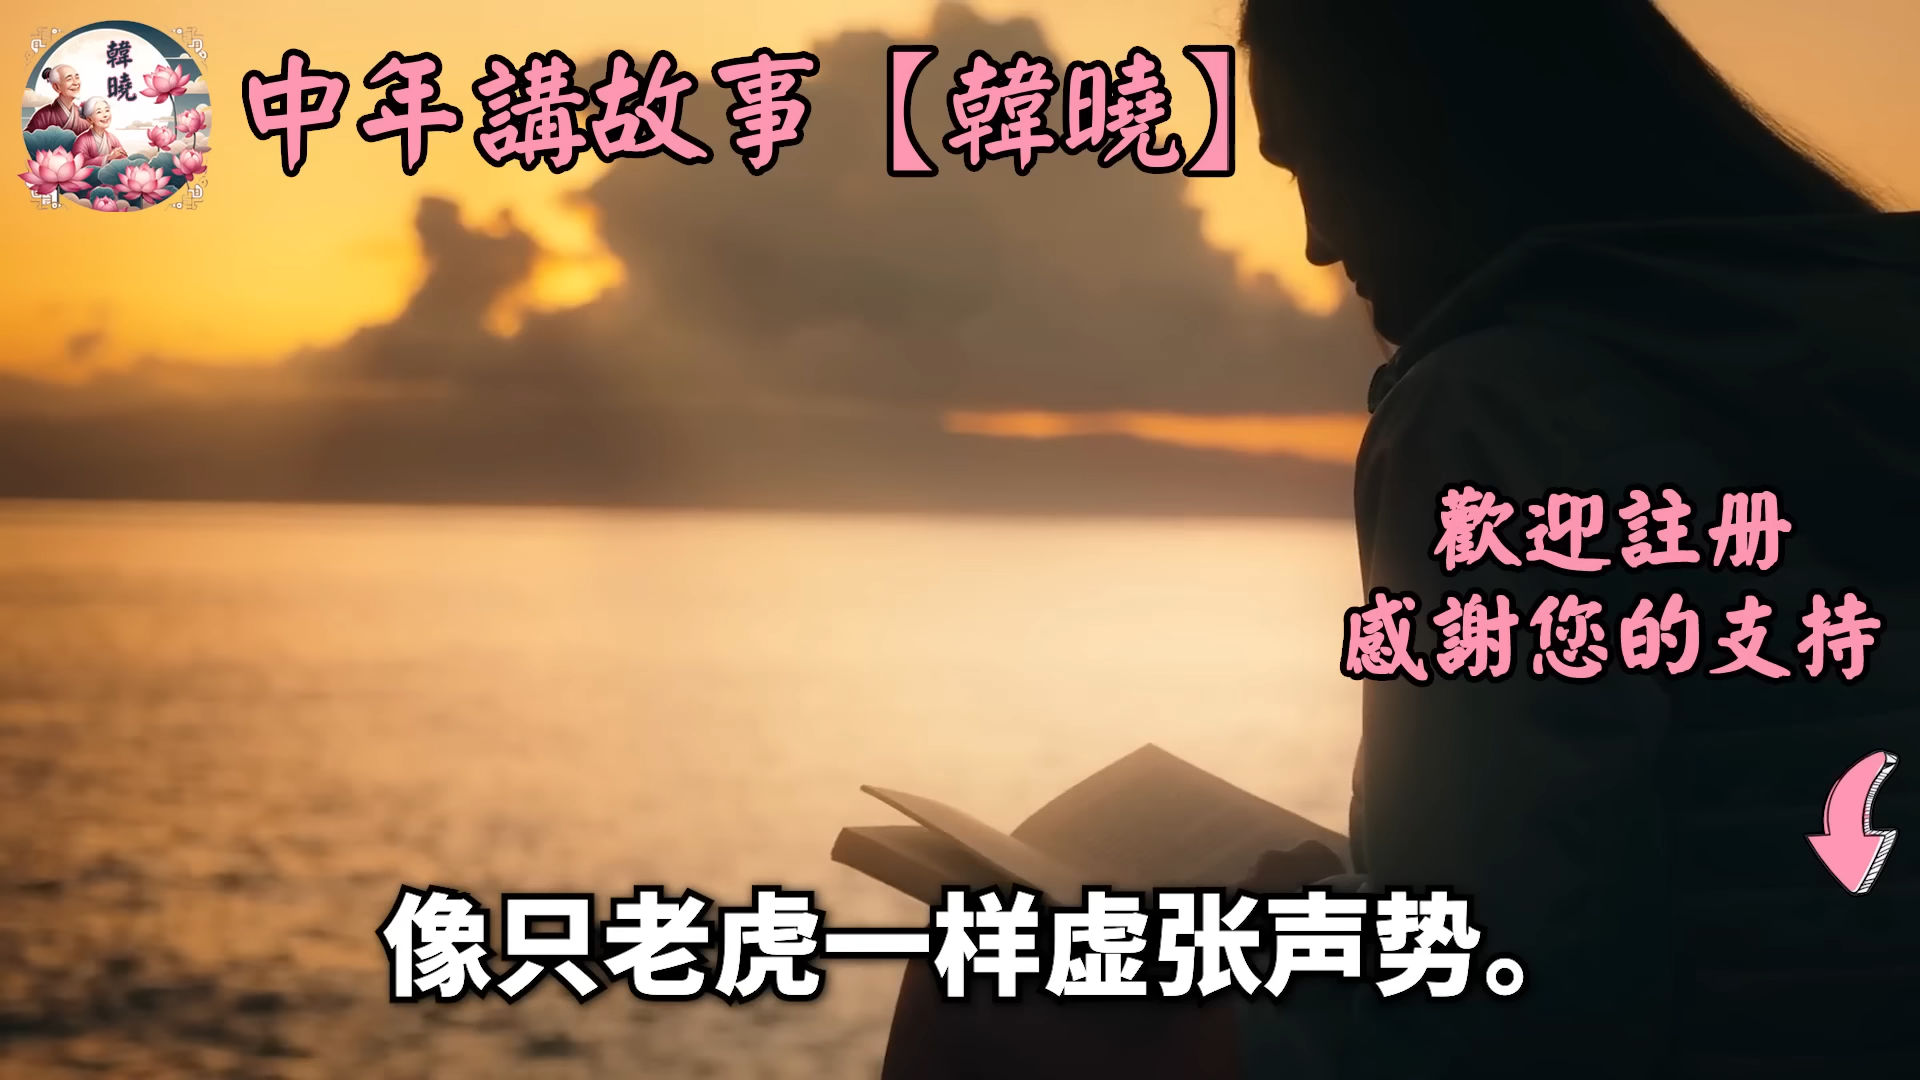 韓
曉
中年講故事【韓曉】
歡迎註册
感謝您的支持
像只老虎一样虚张声势。